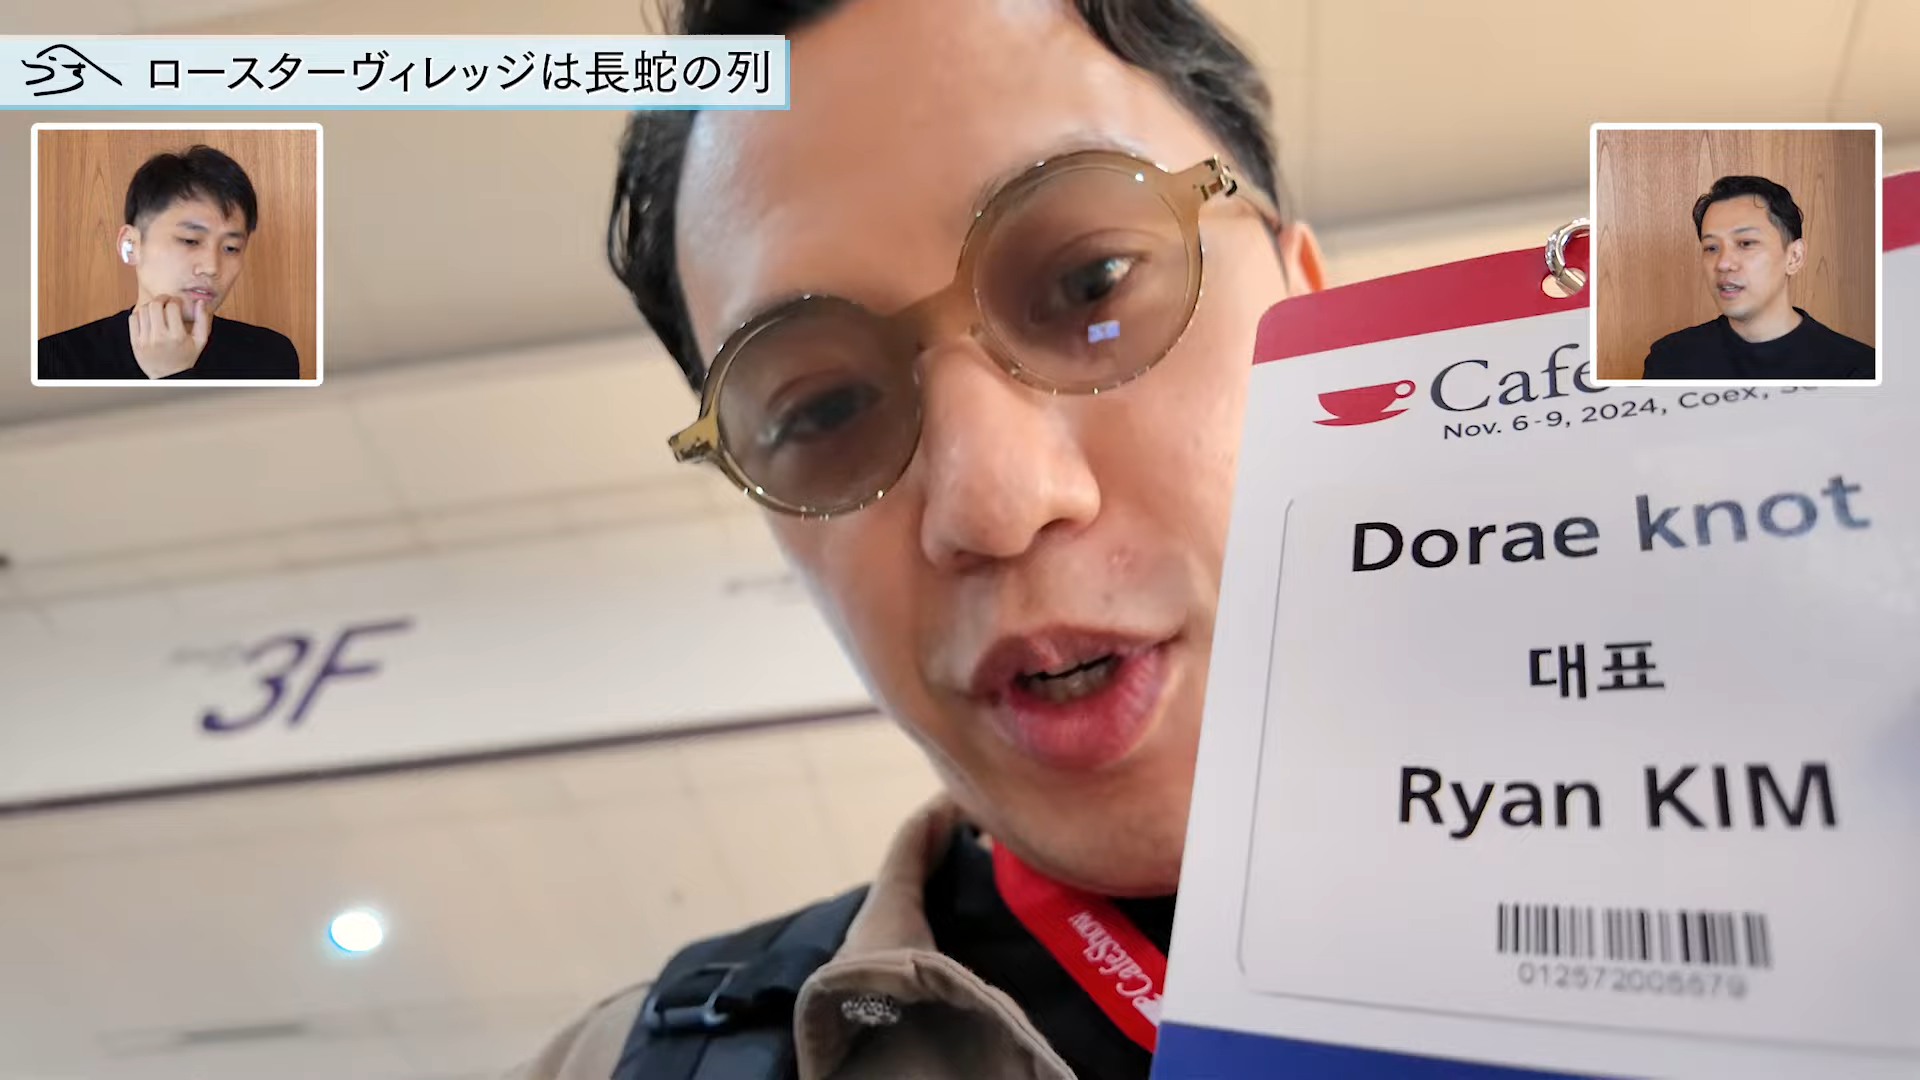 ロースターヴィレッジは長蛇の列
Cafe
Nov. 6-9, 2024, Coex,
Dorae knot
대표
Ryan KIM
3F
CafeShow